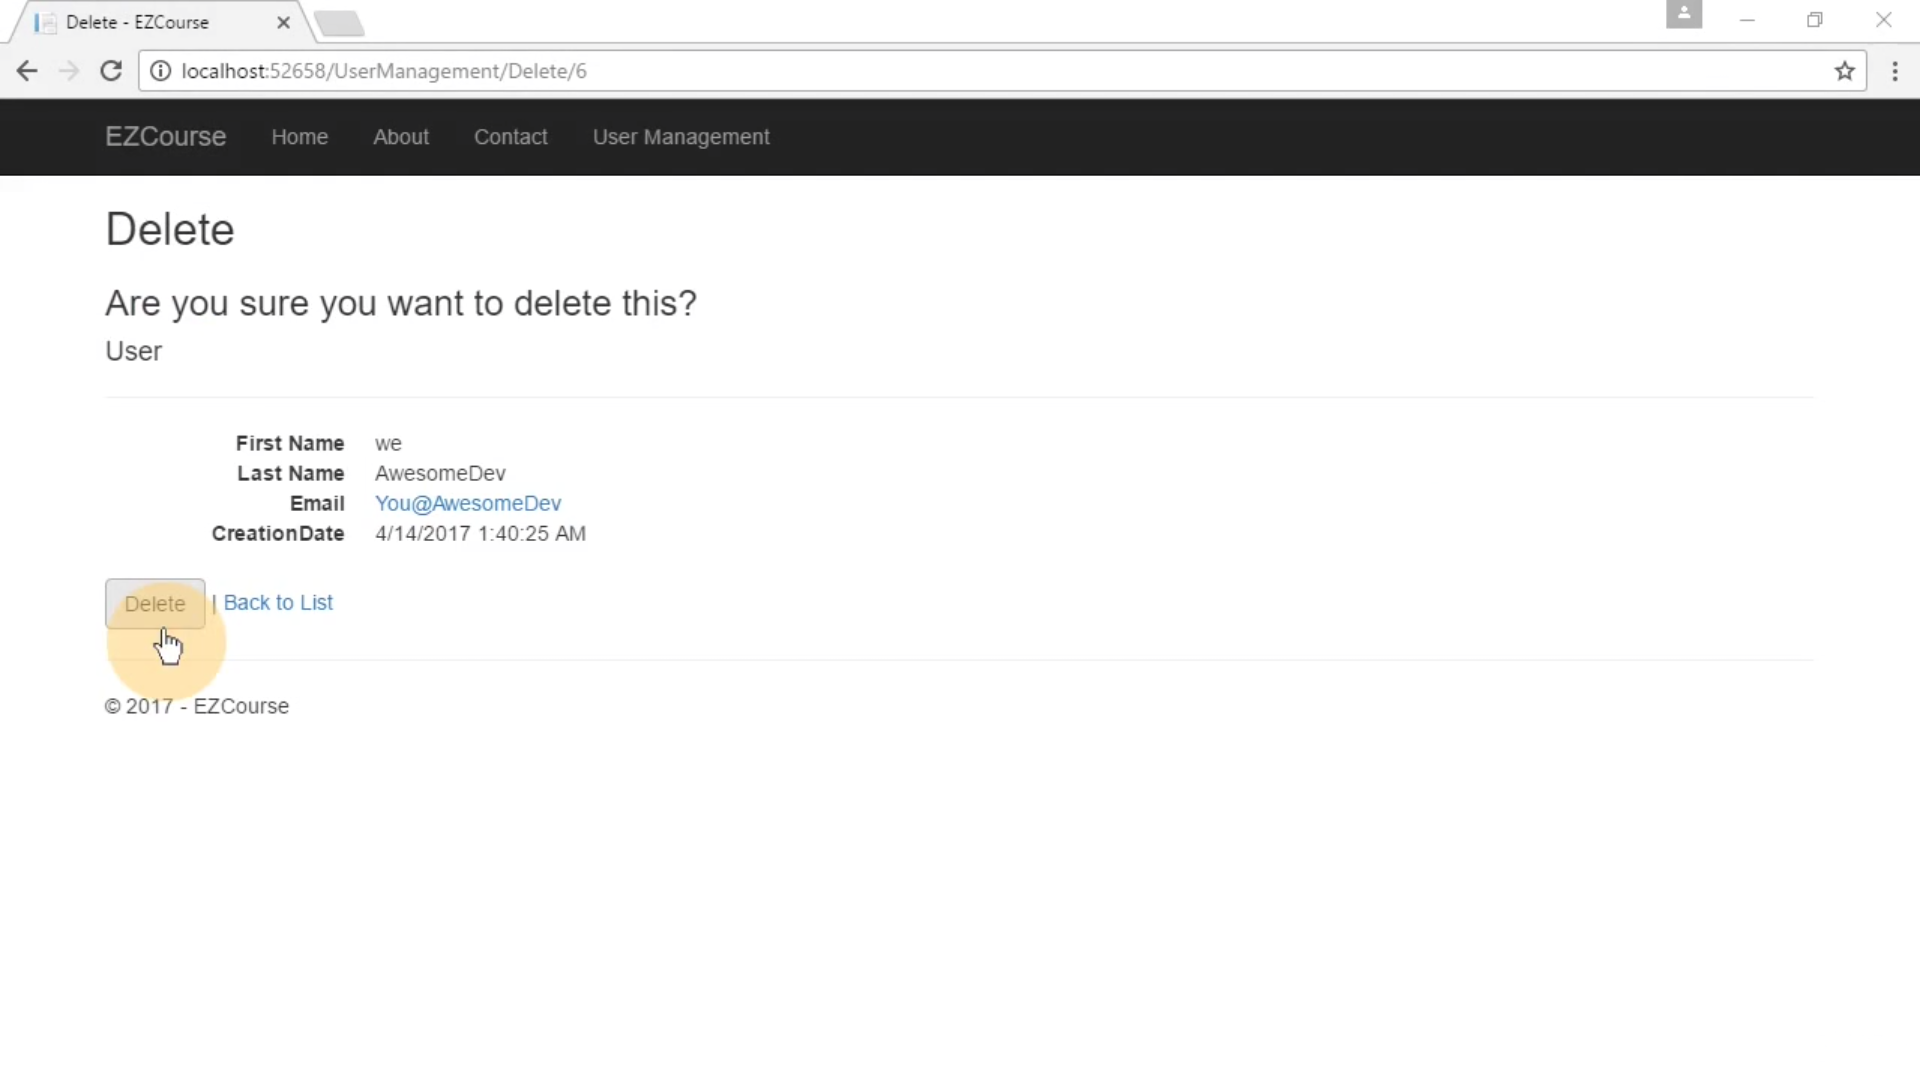 Delete - EZCourse
localhost:52658/UserManagement/Delete/6
EZCourse Home About Contact User Management
Delete
Are you sure you want to delete this?
User
First Name we
Last Name AwesomeDev
Email You@AwesomeDev
CreationDate 4/14/2017 1:40:25 AM
Delete | Back to List
© 2017 - EZCourse